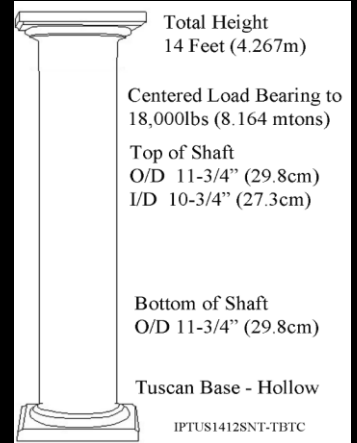 Total Height
14 Feet (4.267m)
Centered Load Bearing to
18,000lbs (8.164 mtons)
Top of Shaft
O/D 11-3/4” (29.8cm)
I/D 10-3/4” (27.3cm)
Bottom of Shaft
O/D 11-3/4” (29.8cm)
Tuscan Base - Hollow
IPTUS1412SNT-TBTC